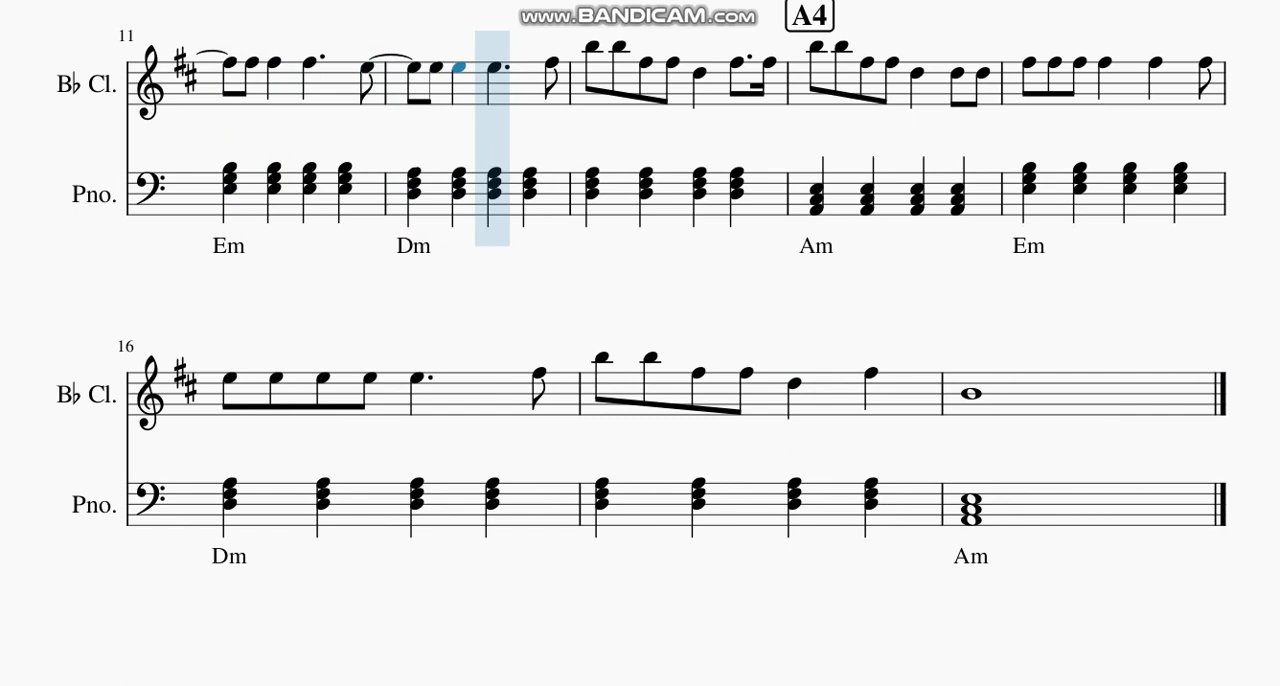 www.BANDICAM.com
A4
11
B♭ Cl.
Pno.
Em Dm Am Em
16
B♭ Cl.
Pno.
Dm Am